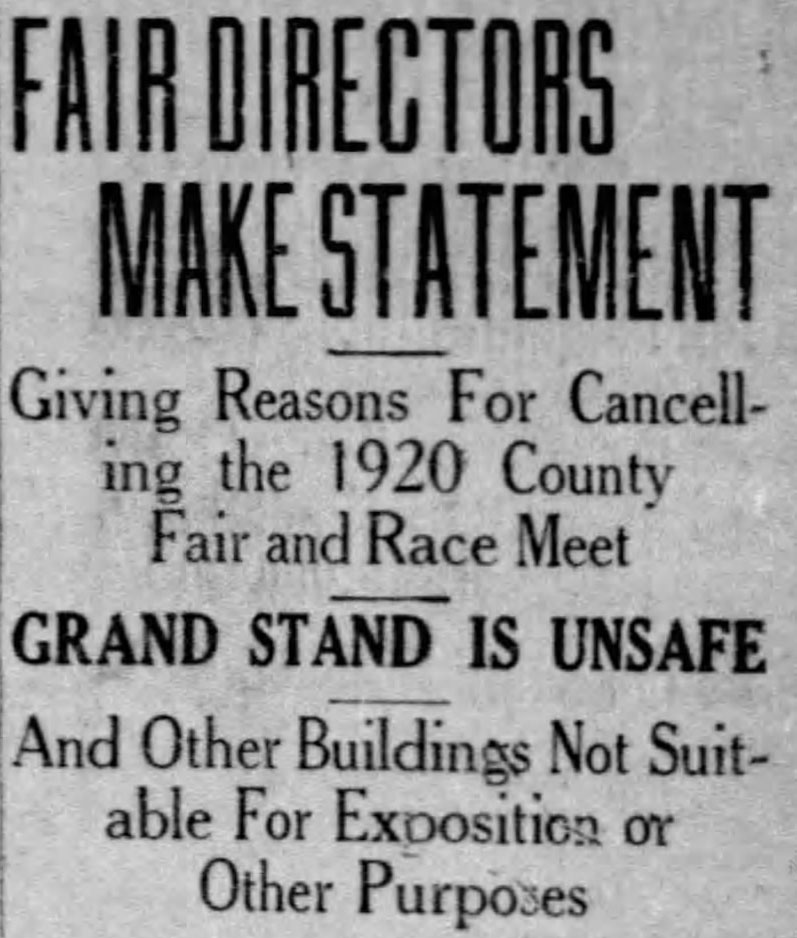 FAIR DIRECTORS
MAKE STATEMENT
Giving Reasons For Cancell-
ing the 1920 County
Fair and Race Meet
GRAND STAND IS UNSAFE
And Other Buildings Not Suit-
able For Exposition or
Other Purposes